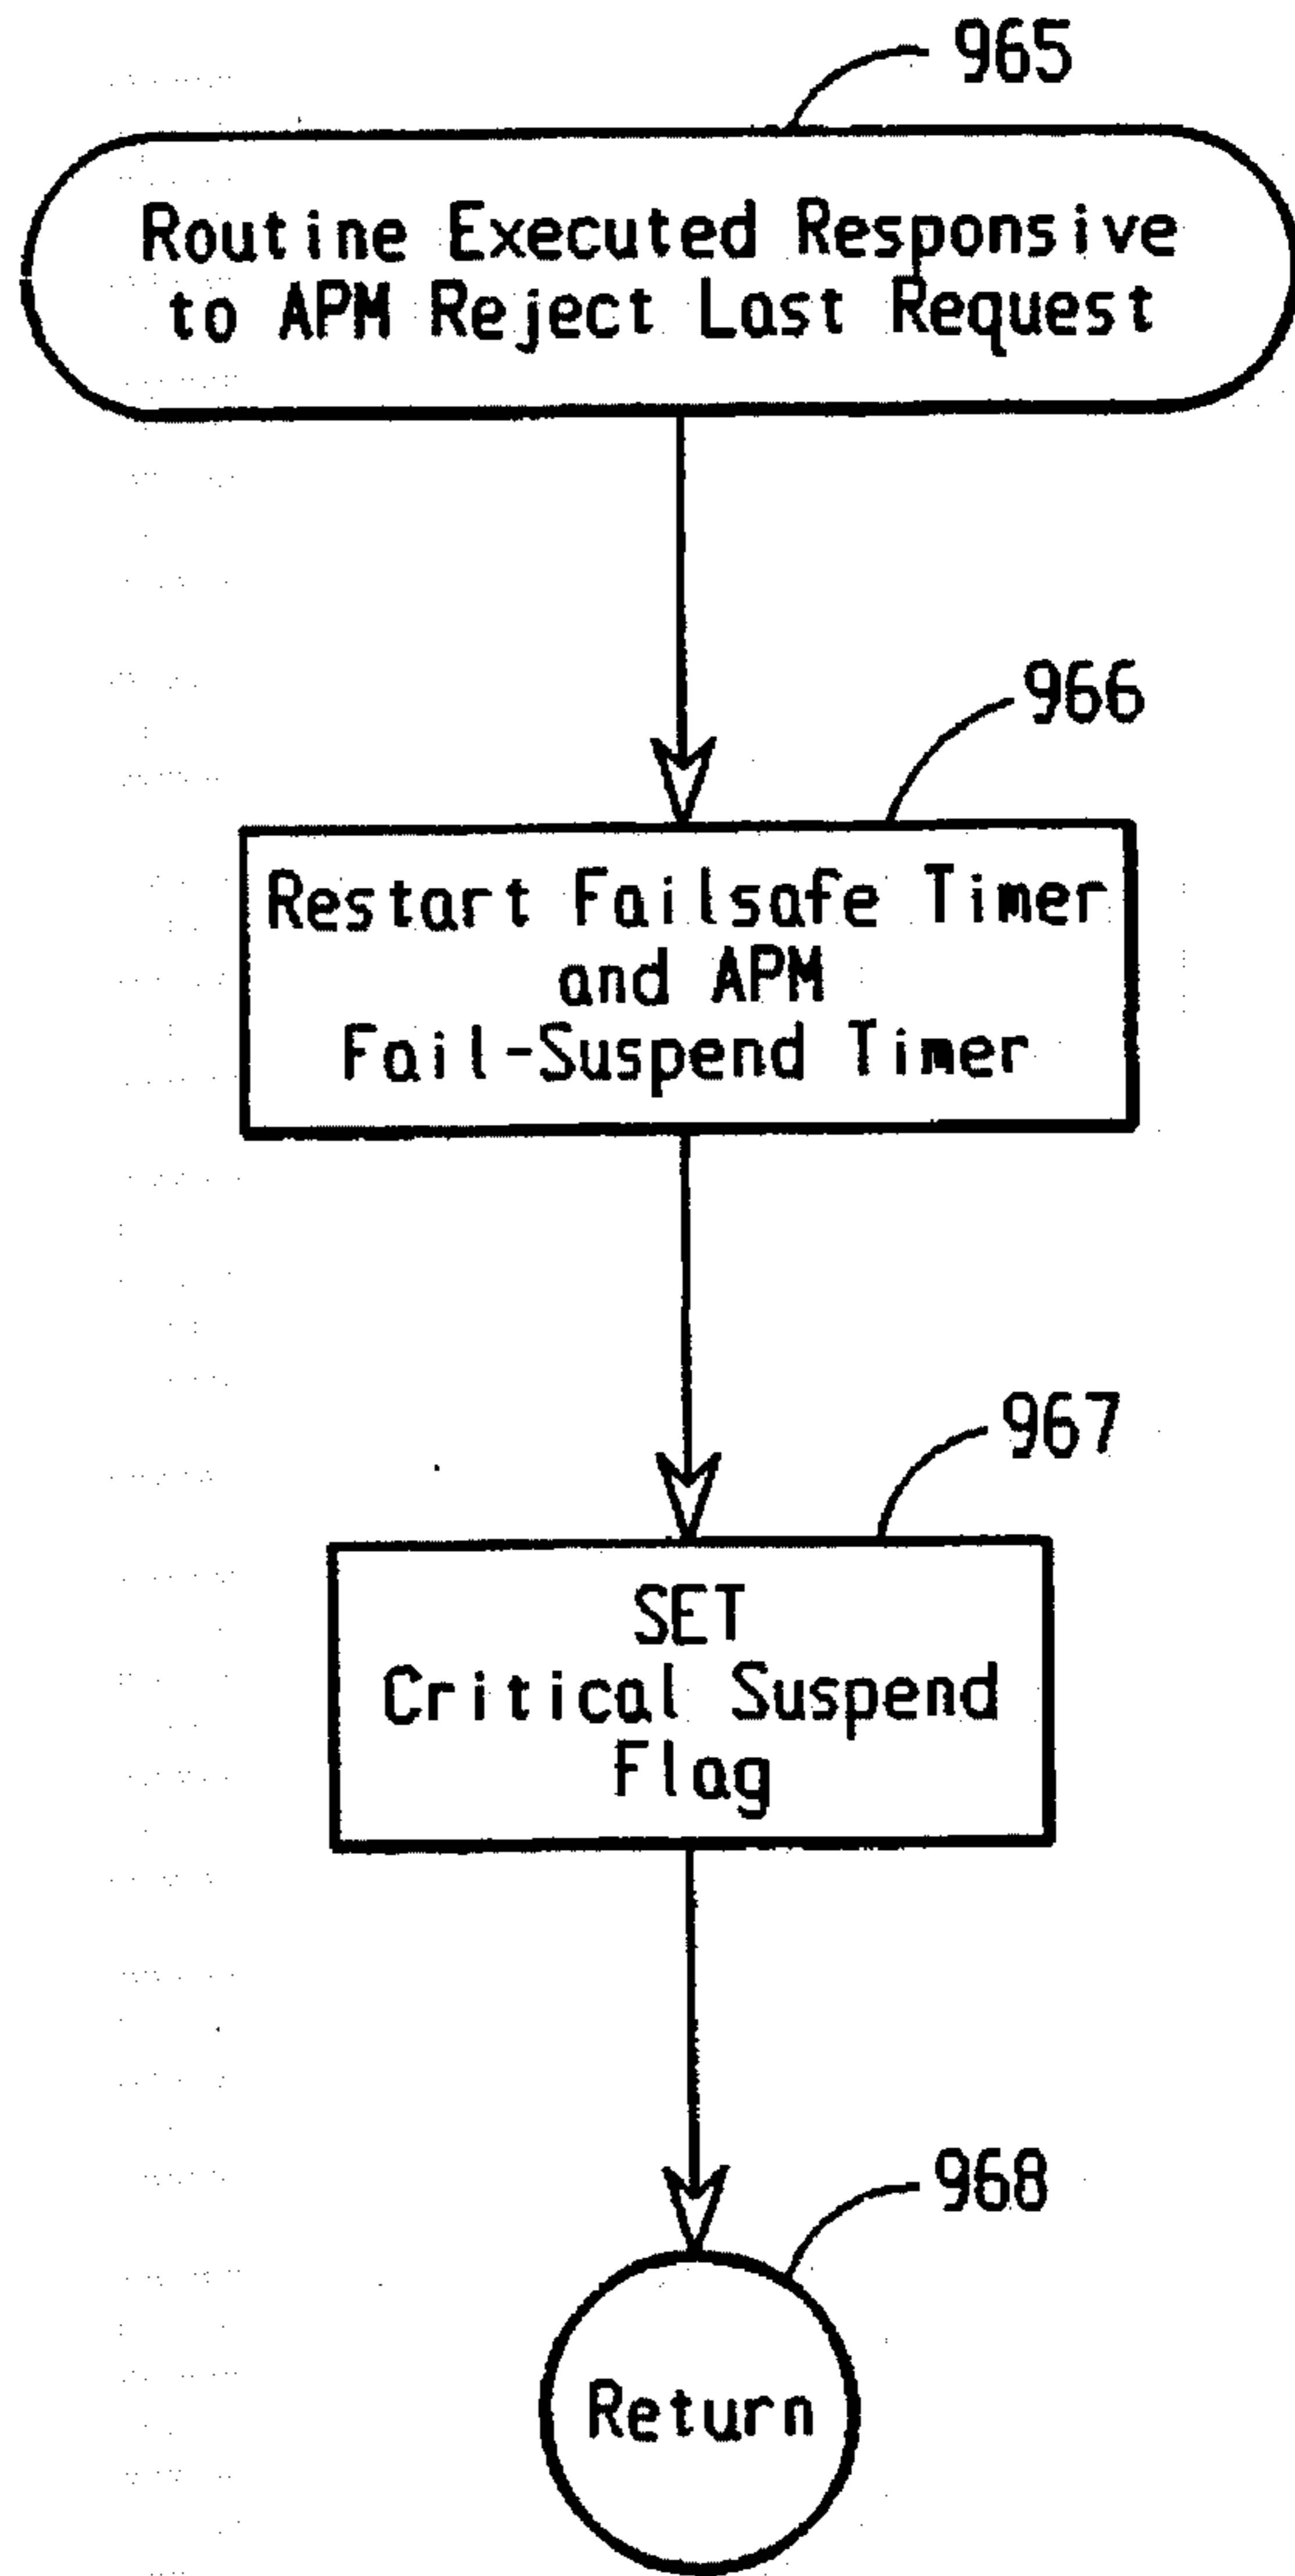 965
Routine Executed Responsive
to APM Reject Last Request
966
Restart Failsafe Timer
and APM
Fail-Suspend Timer
967
SET
Critical Suspend
Flag
968
Return